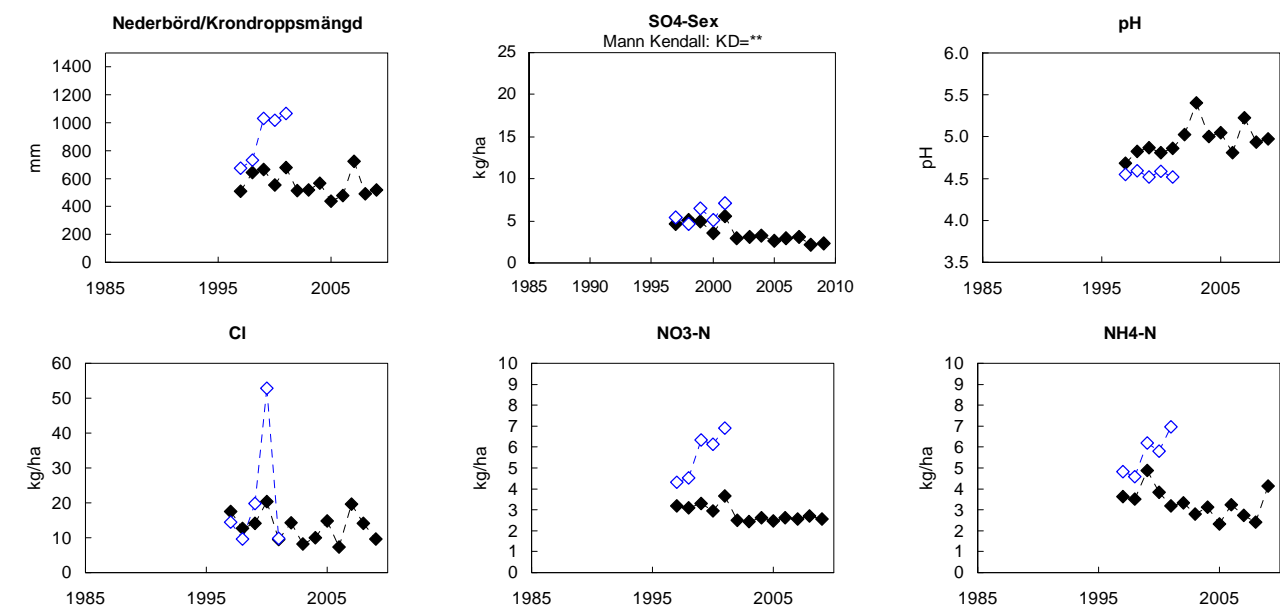 Nederbörd/Krondroppsmängd
1400
1200
1000
800
600
400
200
0
mm
1985 1995 2005
SO4-Sex
Mann Kendall: KD=**
25
20
15
10
5
0
kg/ha
1985 1990 1995 2000 2005 2010
pH
6.0
5.5
5.0
4.5
4.0
3.5
pH
1985 1995 2005
Cl
60
50
40
30
20
10
0
kg/ha
1985 1995 2005
NO3-N
10
9
8
7
6
5
4
3
2
1
0
kg/ha
1985 1995 2005
NH4-N
10
9
8
7
6
5
4
3
2
1
0
kg/ha
1985 1995 2005